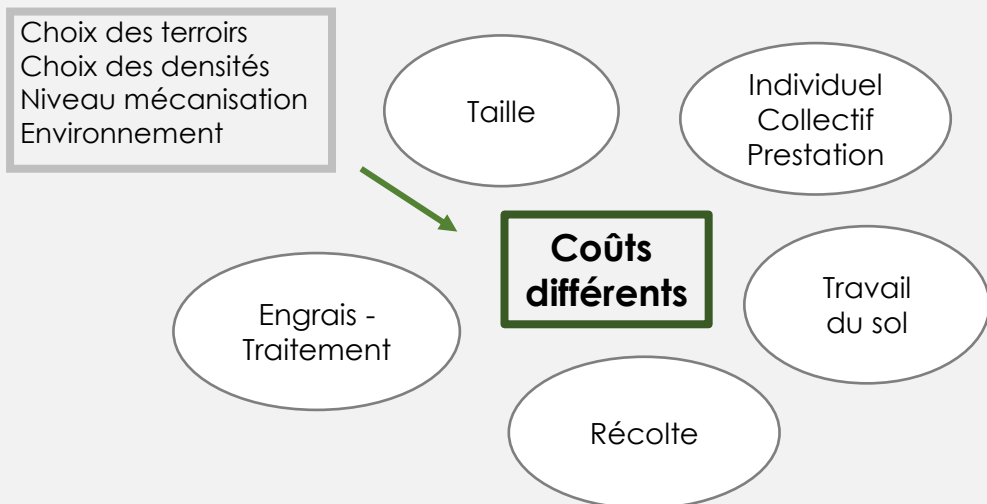 Choix des terroirs
Choix des densités
Niveau mécanisation
Environnement
Taille
Individuel
Collectif
Prestation
Coûts
différents
Engrais -
Traitement
Travail
du sol
Récolte